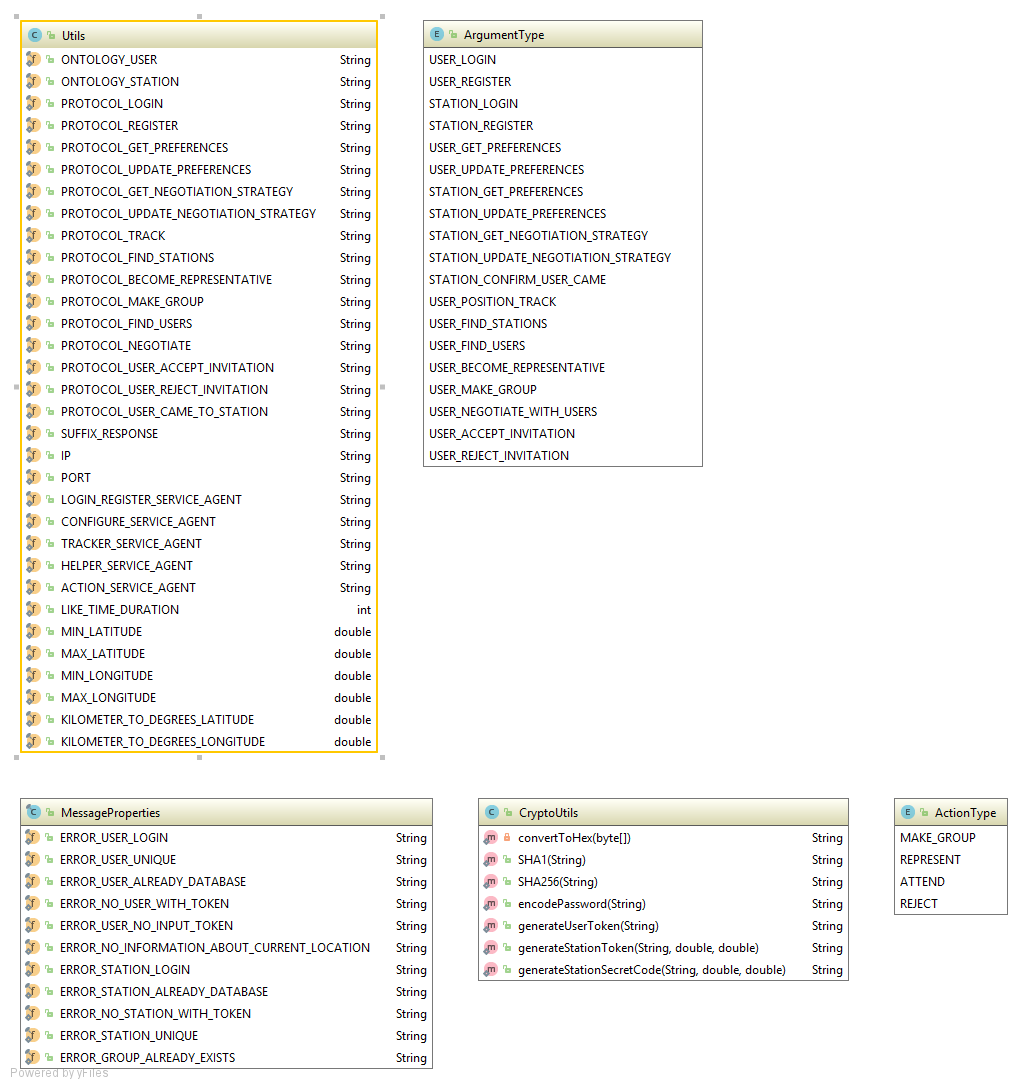 C Utils
f ONTOLOGY_USER String
f ONTOLOGY_STATION String
f PROTOCOL_LOGIN String
f PROTOCOL_REGISTER String
f PROTOCOL_GET_PREFERENCES String
f PROTOCOL_UPDATE_PREFERENCES String
f PROTOCOL_GET_NEGOTIATION_STRATEGY String
f PROTOCOL_UPDATE_NEGOTIATION_STRATEGY String
f PROTOCOL_TRACK String
f PROTOCOL_FIND_STATIONS String
f PROTOCOL_BECOME_REPRESENTATIVE String
f PROTOCOL_MAKE_GROUP String
f PROTOCOL_FIND_USERS String
f PROTOCOL_NEGOTIATE String
f PROTOCOL_USER_ACCEPT_INVITATION String
f PROTOCOL_USER_REJECT_INVITATION String
f PROTOCOL_USER_CAME_TO_STATION String
f SUFFIX_RESPONSE String
f IP String
f PORT String
f LOGIN_REGISTER_SERVICE_AGENT String
f CONFIGURE_SERVICE_AGENT String
f TRACKER_SERVICE_AGENT String
f HELPER_SERVICE_AGENT String
f ACTION_SERVICE_AGENT String
f LIKE_TIME_DURATION int
f MIN_LATITUDE double
f MAX_LATITUDE double
f MIN_LONGITUDE double
f MAX_LONGITUDE double
f KILOMETER_TO_DEGREES_LATITUDE double
f KILOMETER_TO_DEGREES_LONGITUDE double
E ArgumentType
USER_LOGIN
USER_REGISTER
STATION_LOGIN
STATION_REGISTER
USER_GET_PREFERENCES
USER_UPDATE_PREFERENCES
STATION_GET_PREFERENCES
STATION_UPDATE_PREFERENCES
STATION_GET_NEGOTIATION_STRATEGY
STATION_UPDATE_NEGOTIATION_STRATEGY
STATION_CONFIRM_USER_CAME
USER_POSITION_TRACK
USER_FIND_STATIONS
USER_FIND_USERS
USER_BECOME_REPRESENTATIVE
USER_MAKE_GROUP
USER_NEGOTIATE_WITH_USERS
USER_ACCEPT_INVITATION
USER_REJECT_INVITATION
C MessageProperties
f ERROR_USER_LOGIN String
f ERROR_USER_UNIQUE String
f ERROR_USER_ALREADY_DATABASE String
f ERROR_NO_USER_WITH_TOKEN String
f ERROR_USER_NO_INPUT_TOKEN String
f ERROR_NO_INFORMATION_ABOUT_CURRENT_LOCATION String
f ERROR_STATION_LOGIN String
f ERROR_STATION_ALREADY_DATABASE String
f ERROR_NO_STATION_WITH_TOKEN String
f ERROR_STATION_UNIQUE String
f ERROR_GROUP_ALREADY_EXISTS String
C CryptoUtils
m convertToHex(byte[]) String
m SHA1(String) String
m SHA256(String) String
m encodePassword(String) String
m generateUserToken(String) String
m generateStationToken(String, double, double) String
m generateStationSecretCode(String, double, double) String
E ActionType
MAKE_GROUP
REPRESENT
ATTEND
REJECT
Powered by yFiles